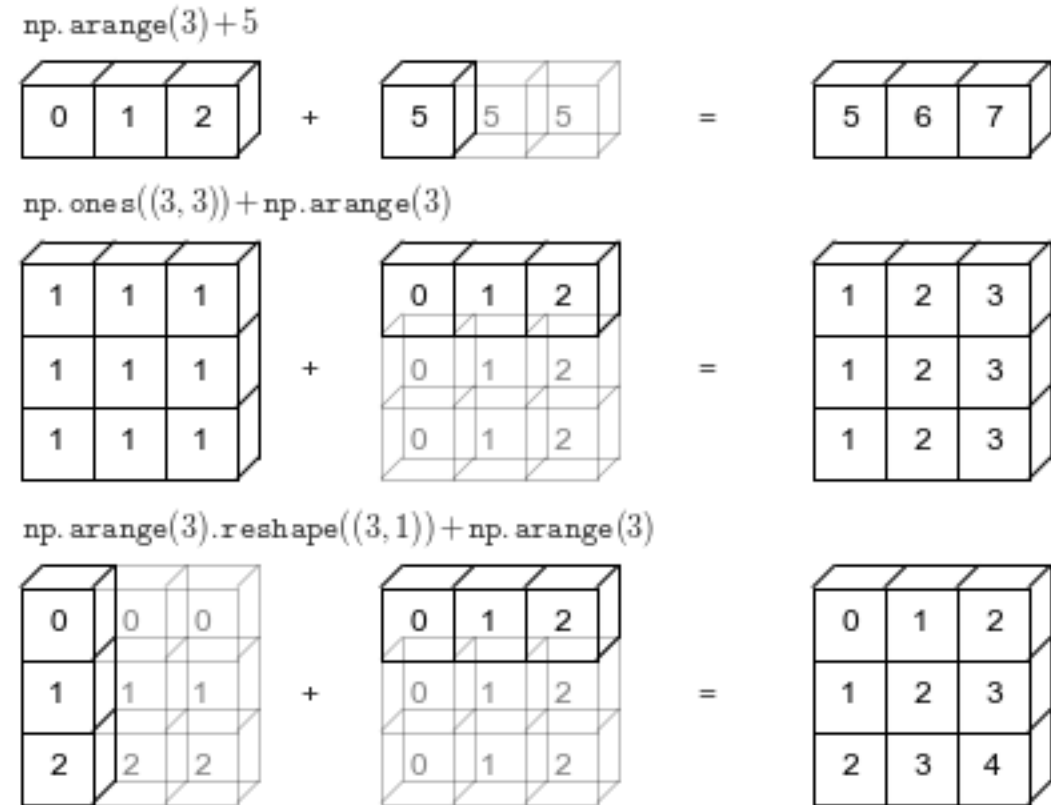 np.arange(3)+5
0 1 2 + 5 5 5 = 5 6 7
np.ones((3,3))+np.arange(3)
1 1 1 0 1 2 1 2 3
1 1 1 + 0 1 2 = 1 2 3
1 1 1 0 1 2 1 2 3
np.arange(3).reshape((3,1))+np.arange(3)
0 0 0 0 1 2 0 1 2
1 1 1 + 0 1 2 = 1 2 3
2 2 2 0 1 2 2 3 4